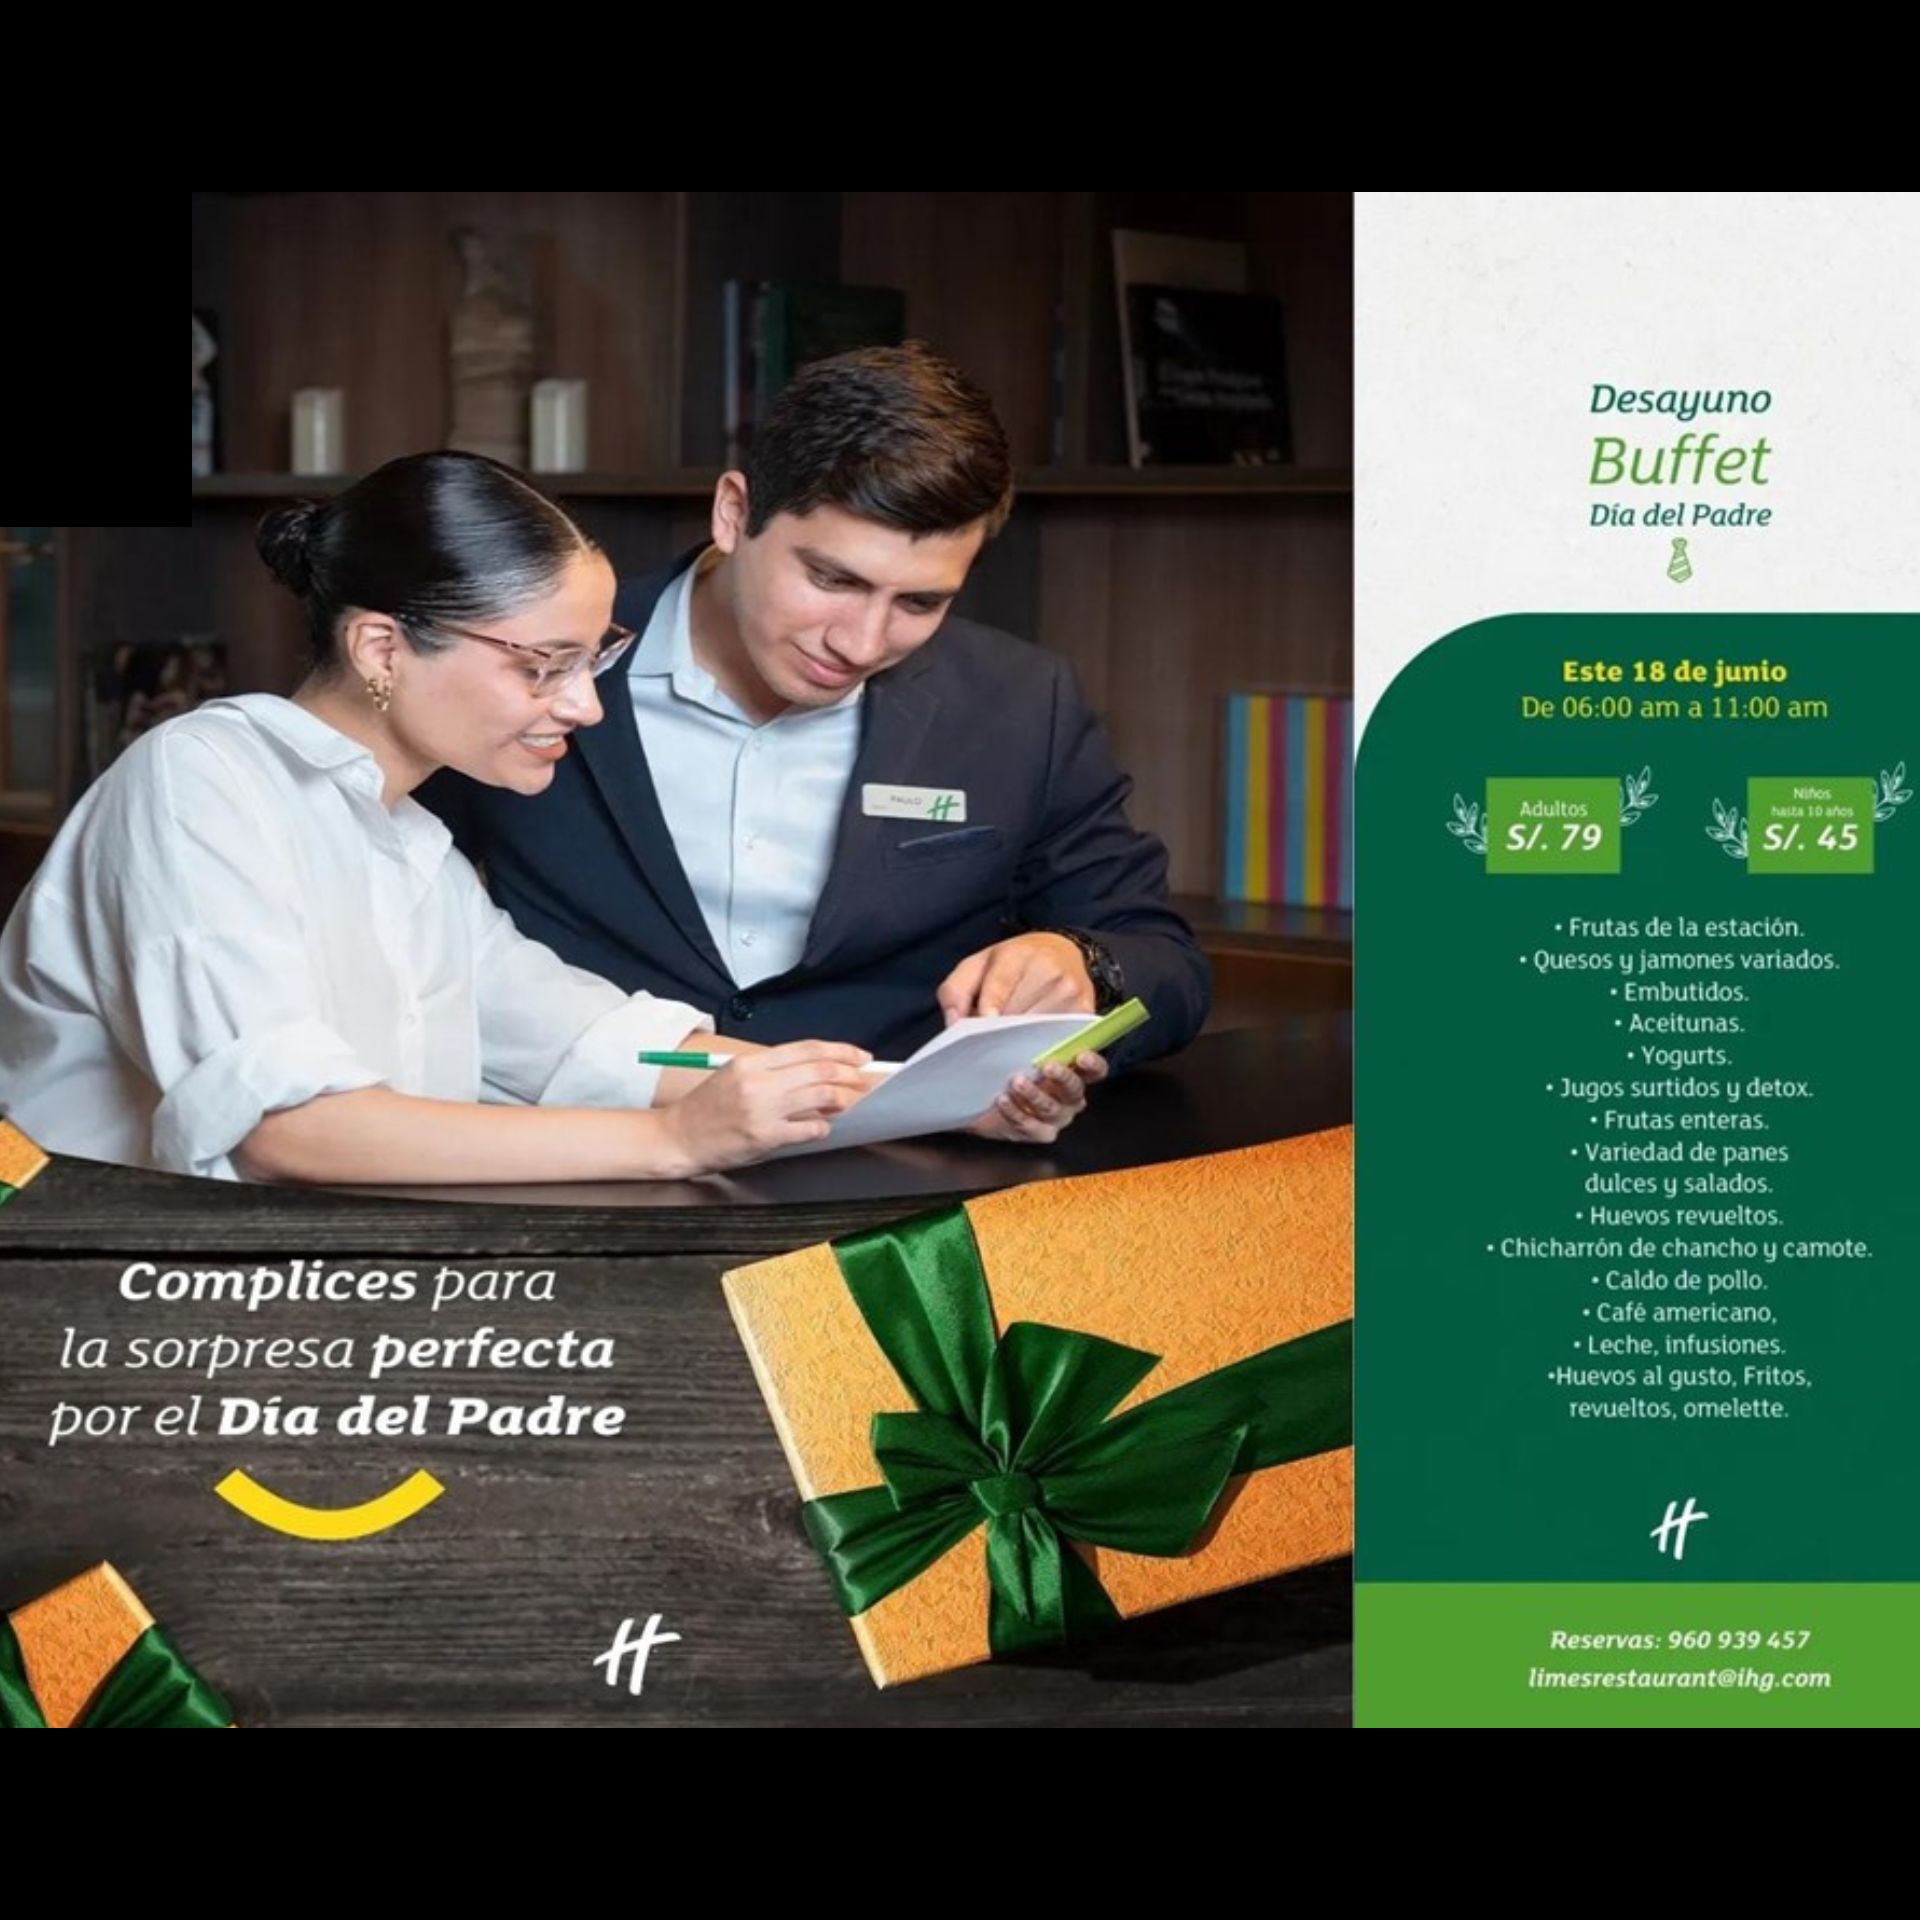 PAULO
Complices para
la sorpresa perfecta
por el Día del Padre
Desayuno
Buffet
Día del Padre
Este 18 de junio
De 06:00 am a 11:00 am
Adultos
S/. 79
Niños
hasta 10 años
S/. 45
• Frutas de la estación.
• Quesos y jamones variados.
• Embutidos.
• Aceitunas.
• Yogurts.
• Jugos surtidos y detox.
• Frutas enteras.
• Variedad de panes
dulces y salados.
• Huevos revueltos.
• Chicharrón de chancho y camote.
• Caldo de pollo.
• Café americano,
• Leche, infusiones.
•Huevos al gusto, Fritos,
revueltos, omelette.
Reservas: 960 939 457
limesrestaurant@ihg.com